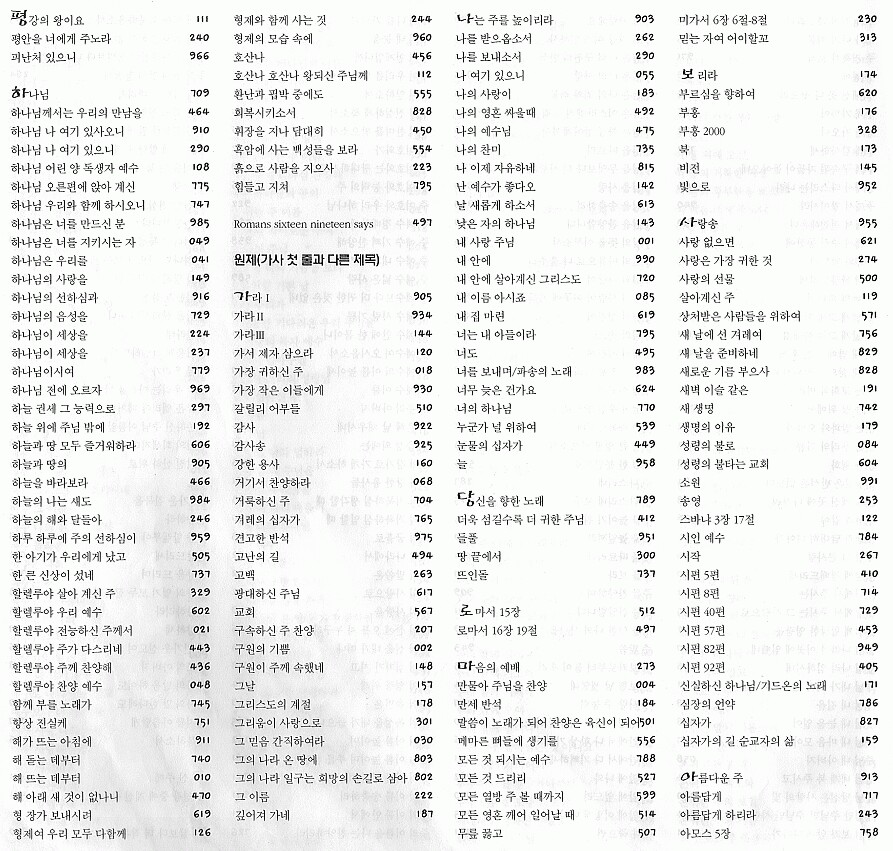 평강의 왕이요 111
평안을 너에게 주노라 240
피난처 있으니 966
하나님 709
하나님께서는 우리의 만남을 464
하나님 나 여기 있사오니 910
하나님 나 여기 있으니 290
하나님 어린 양 독생자 예수 108
하나님 오른편에 앉아 계신 775
하나님 우리와 함께 하시오니 747
하나님은 너를 만드신 분 985
하나님은 너를 지키시는 자 049
하나님은 우리를 041
하나님의 사랑을 149
하나님의 선하심과 916
하나님의 음성을 729
하나님이 세상을 224
하나님이 세상을 237
하나님이시여 779
하나님 전에 오르자 969
하늘 권세 그 능력으로 297
하늘 위에 주님 밖에 192
하늘과 땅 모두 즐거워하라 606
하늘과 땅의 905
하늘을 바라보라 466
하늘의 나는 새도 984
하늘의 해와 달들아 246
하루 하루에 주의 선하심이 951
한 아기가 우리에게 났고 505
한 큰 신상이 섰네 737
할렐루야 살아 계신 주 329
할렐루야 우리 예수 602
할렐루야 전능하신 주께서 021
할렐루야 주가 다스리네 443
할렐루야 주께 찬양해 436
할렐루야 찬양 예수 048
함께 부를 노래가 745
항상 진실케 751
해가 뜨는 아침에 911
해 돋는 데부터 740
해 뜨는 데부터 010
해 아래 세 것이 없나니 470
형 장가 보내시려 619
형제여 우리 모두 다함께 126
형제와 함께 사는 것 244
형제의 모습 속에 960
호산나 456
호산나 호산나 왕되신 주님께 112
환난과 핍박 중에도 555
회복시키소서 828
휘장을 지나 담대히 450
흑암에 사는 백성들을 보라 554
흙으로 사람을 지으사 223
힘들고 지쳐 795
Romans sixteen nineteen says 497
원제(가사 첫 줄과 다른 제목)
가라 I 905
가라 II 934
가라III 144
가서 제자 삼으라 120
가장 귀하신 주 018
가장 작은 이들에게 930
갈릴리 어부들 510
감사 922
감사송 925
강한 용사 160
거기서 찬양하라 068
거룩하신 주 704
겨레의 십자가 765
견고한 반석 975
고난의 길 494
고백 263
광대하신 주님 617
교회 567
구속하신 주 찬양 207
구원의 기쁨 002
구원이 주께 속했네 148
그날 157
그리스도의 계절 178
그리움이 사랑으로 301
그 믿음 간직하여라 030
그의 나라 온 땅에 803
그의 나라 일구는 희망의 손길로 삼아 802
그 이름 222
깊어져 가네 187
나는 주를 높이리라 903
나를 받으옵소서 262
나를 보내소서 290
나 여기 있으니 055
나의 사랑이 183
나의 영혼 싸울때 492
나의 예수님 475
나의 찬미 735
나 이제 자유하네 815
난 예수가 좋다오 142
날 새롭게 하소서 613
낮은 자의 하나님 143
내 사랑 주님 001
내 안에 990
내 안에 살아계신 그리스도 720
내 이름 아시죠 085
내 집 마련 619
너는 내 아들이라 795
너도 495
너를 보내며/파송의 노래 983
너무 늦은 건가요 624
너의 하나님 770
누군가 널 위하여 539
눈물의 십자가 449
늘 958
당신을 향한 노래 789
더욱 섬길수록 더 귀한 주님 412
돌풀 951
땅 끝에서 300
뜨인돌 737
로마서 15장 512
로마서 16장 19절 497
마음의 예배 273
만물아 주님을 찬양 004
만세 반석 184
말씀이 노래가 되어 찬양은 육신이 되어501
메마른 뼈들에 생기를 556
모든 것 되시는 예수 788
모든 것 드리리 527
모든 열방 주 볼 때까지 599
모든 영혼 깨어 일어날 때 514
무릎 꿇고 507
미가서 6장 6절-8절 230
믿는 자여 어이할꼬 313
보리라 174
부르심을 향하여 620
부흥 176
부흥 2000 328
북 173
비전 145
빛으로 952
사랑송 955
사랑 없으면 621
사랑은 가장 귀한 것 274
사랑의 선물 500
살아계신 주 119
상처받은 사람들을 위하여 571
새 날에 선 겨레여 756
새 날을 준비하네 829
새로운 기름 부으사 828
새벽 이슬 같은 191
새 생명 742
생명의 이유 179
성령의 불로 084
성령의 불타는 교회 604
소원 991
송영 253
스바냐 3장 17절 122
시인 예수 784
시작 267
시편 5편 410
시편 8편 714
시편 40편 729
시편 57편 453
시편 82편 949
시편 92편 405
신실하신 하나님/기드온의 노래 171
심장의 언약 786
십자가 827
십자가의 길 순교자의 삶 159
아름다운 주 913
아름답게 717
아름답게 하리라 243
아모스 5장 758